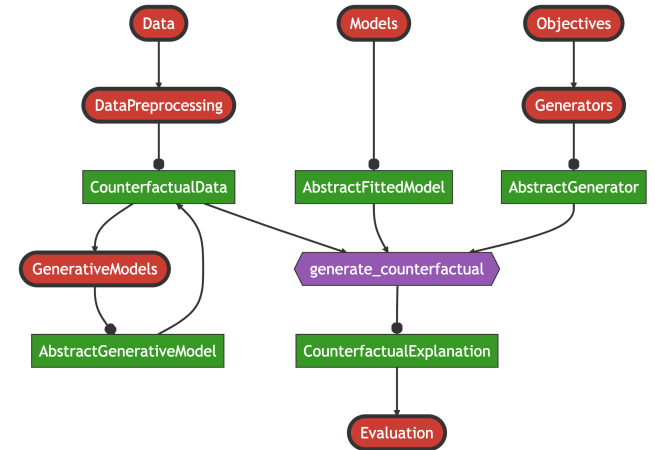 Data
Models
Objectives
DataPreprocessing
Generators
CounterfactualData
AbstractFittedModel
AbstractGenerator
GenerativeModels
generate_counterfactual
AbstractGenerativeModel
CounterfactualExplanation
Evaluation